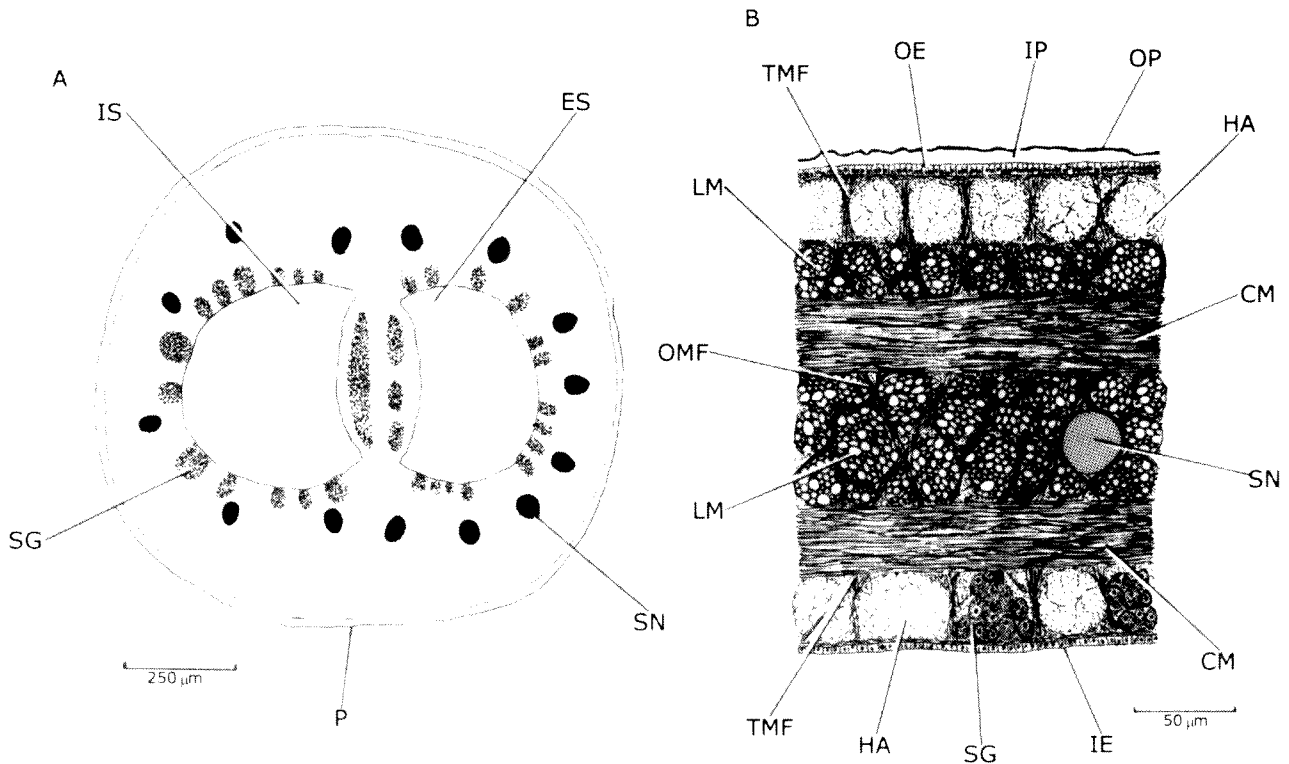 A
IS
ES
SG
SN
250 μm
P
B
TMF
OE
IP
OP
HA
LM
CM
OMF
SN
LM
CM
TMF
HA
SG
IE
50 μm